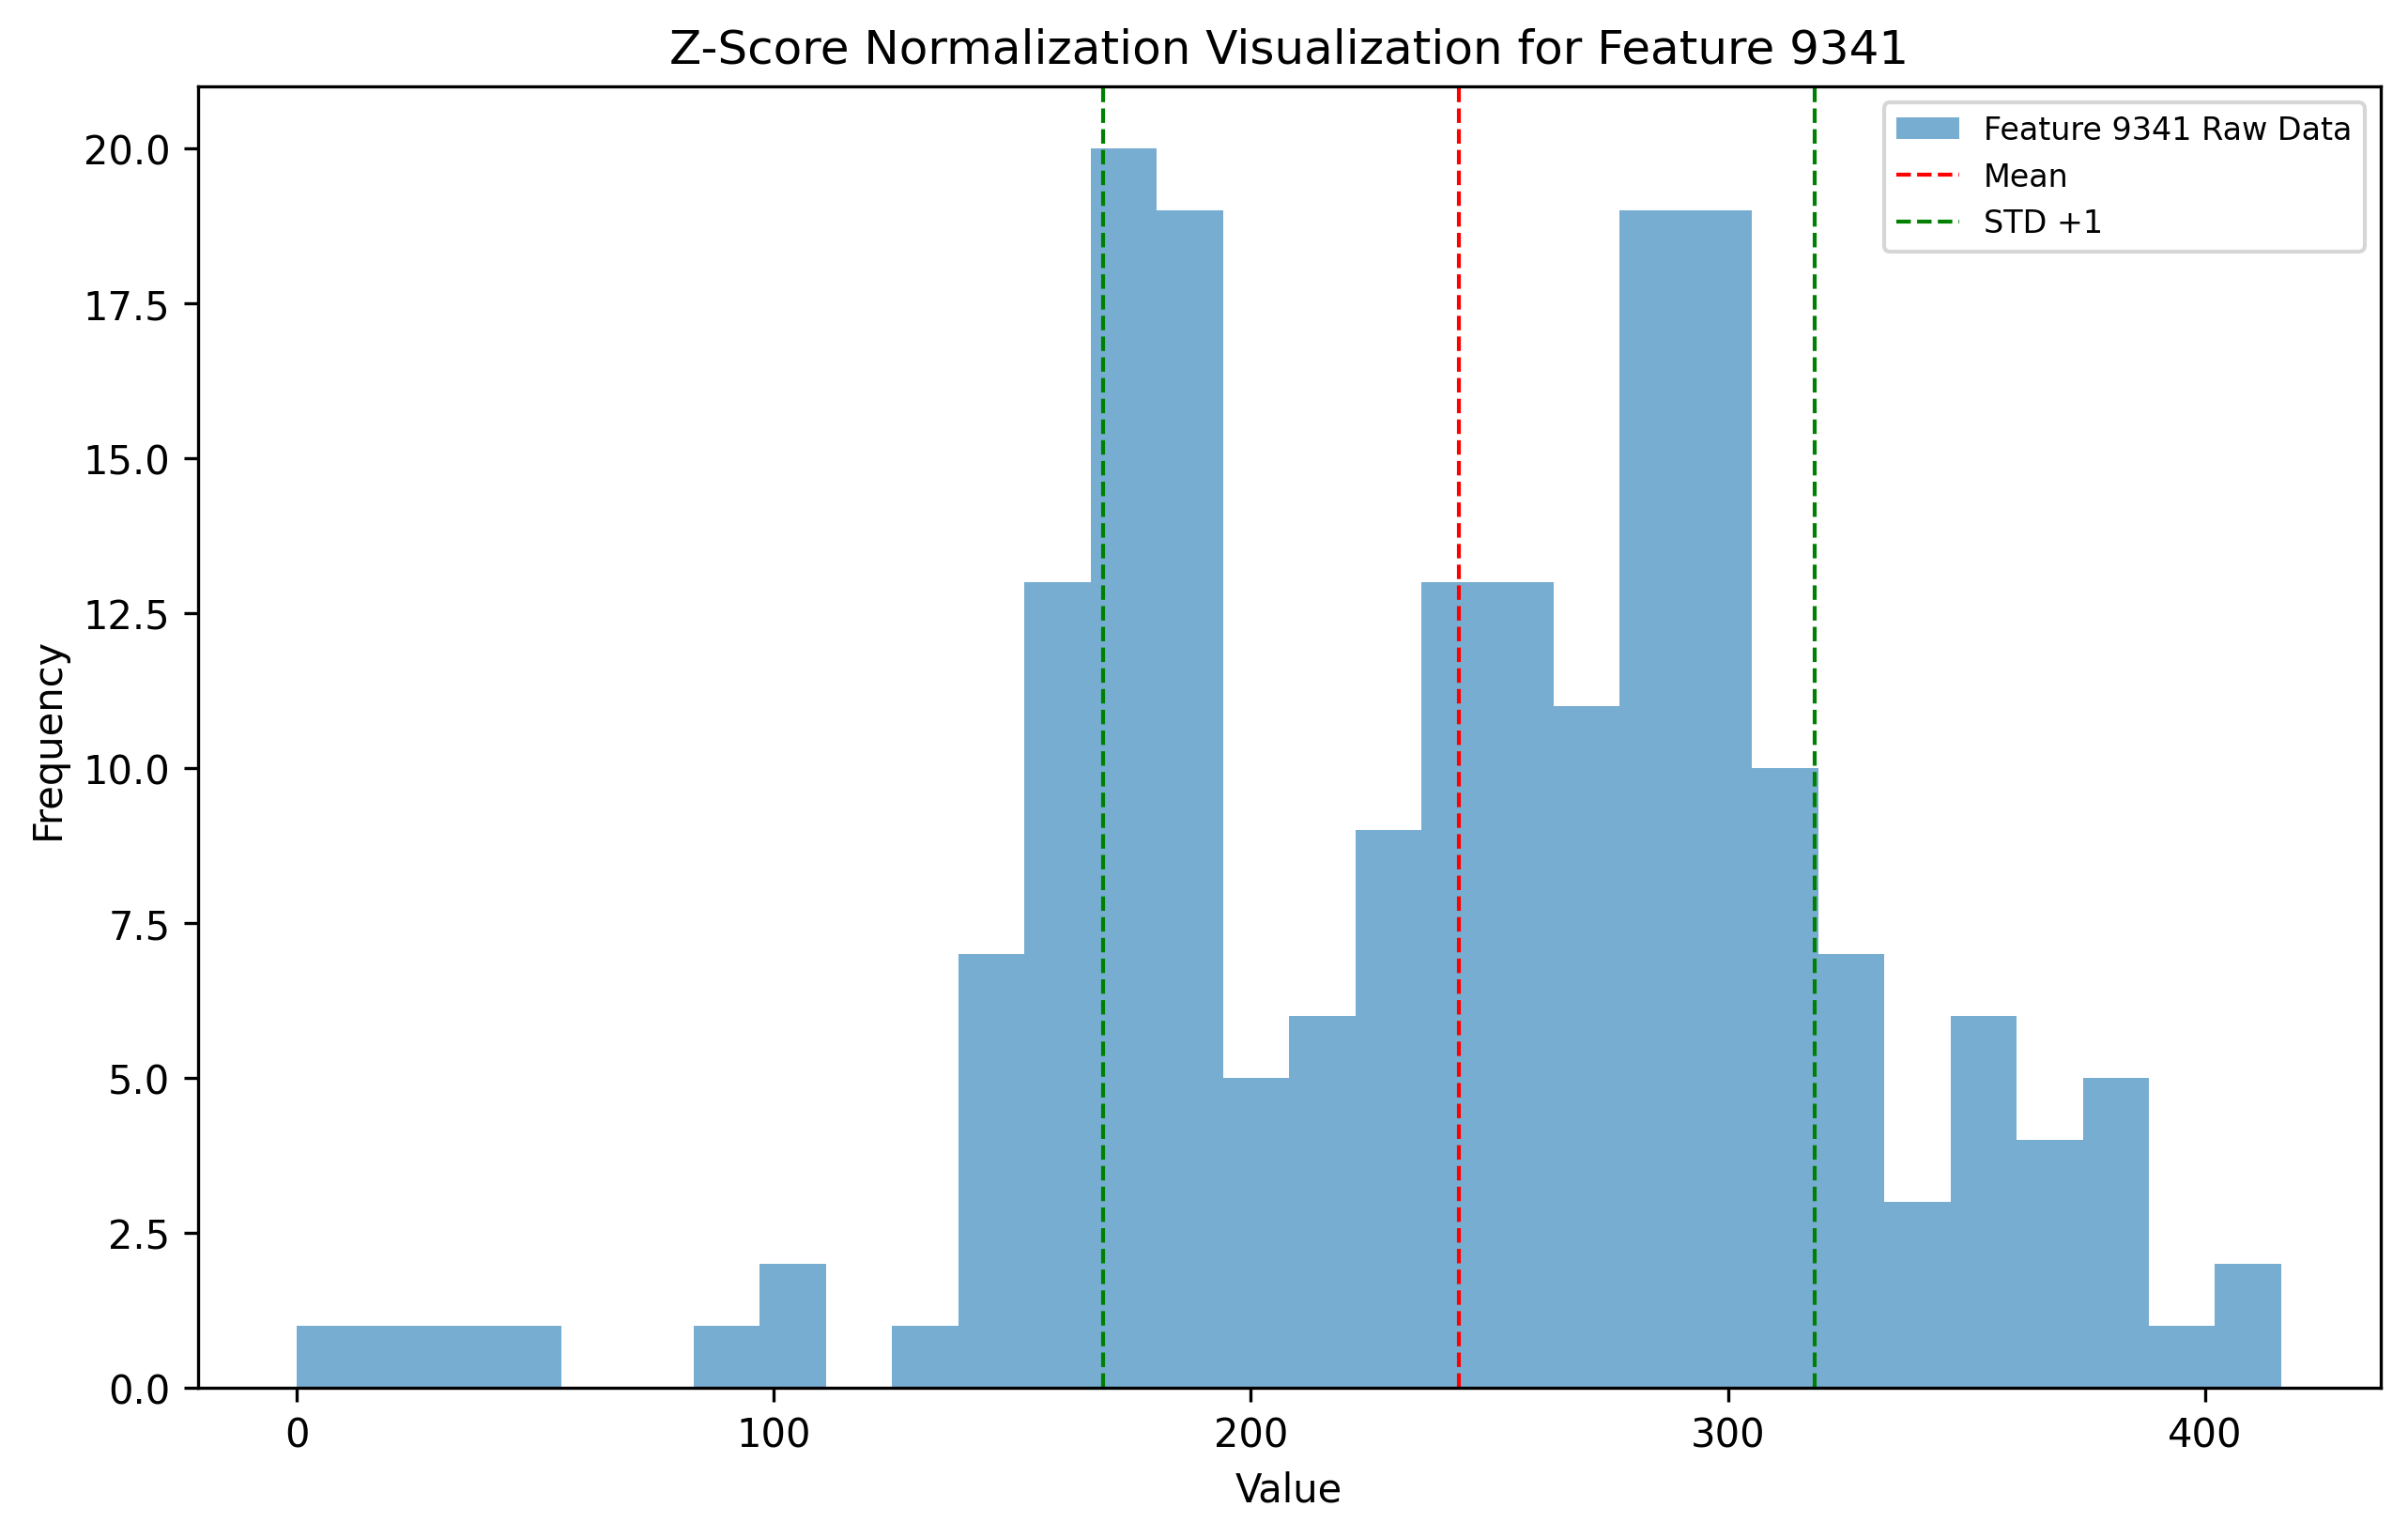 Z-Score Normalization Visualization for Feature 9341
Feature 9341 Raw Data
Mean
STD +1
20.0
17.5
15.0
12.5
10.0
7.5
5.0
2.5
0.0
Frequency
0 100 200 300 400
Value